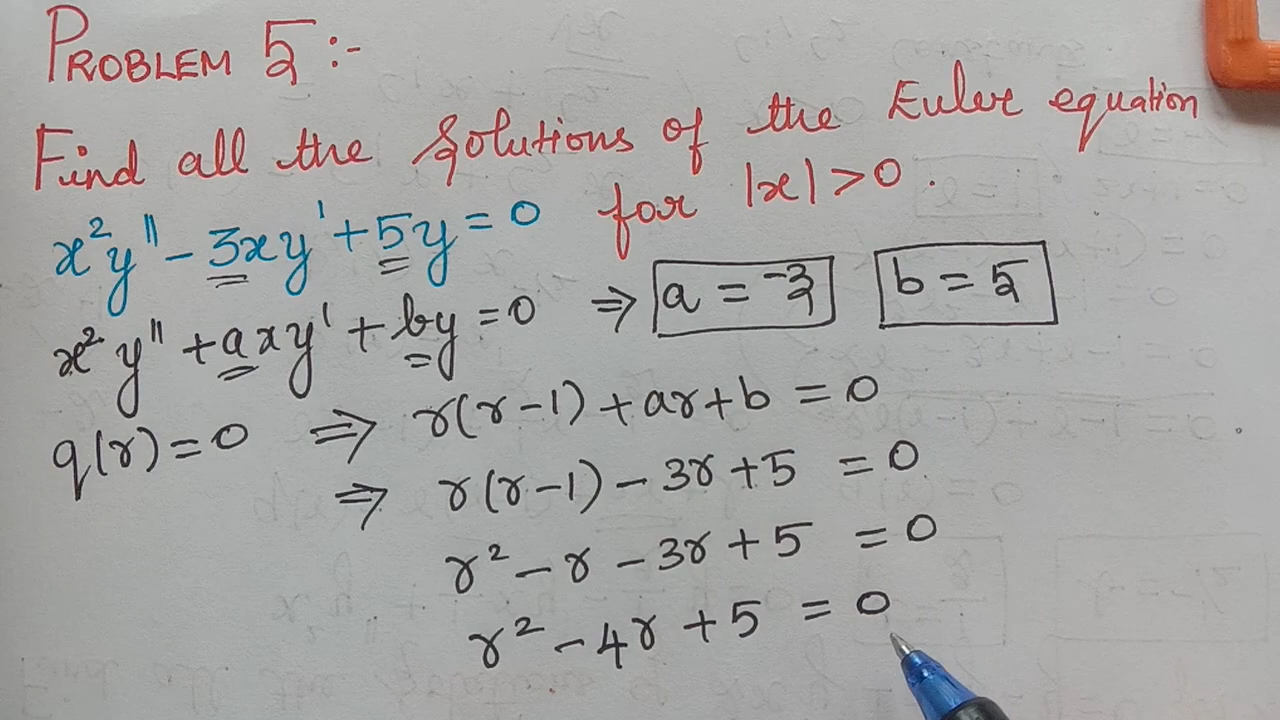 PROBLEM 5 :-
Find all the solutions of the Euler equation
x²y" - 3xy' + 5y = 0 for |x| > 0.
x²y" + axy' + by = 0 ⇒ a = -3 b = 5
q(r) = 0 ⇒ r(r-1) + ar + b = 0
⇒ r(r-1) - 3r + 5 = 0
r² - r - 3r + 5 = 0
r² - 4r + 5 = 0